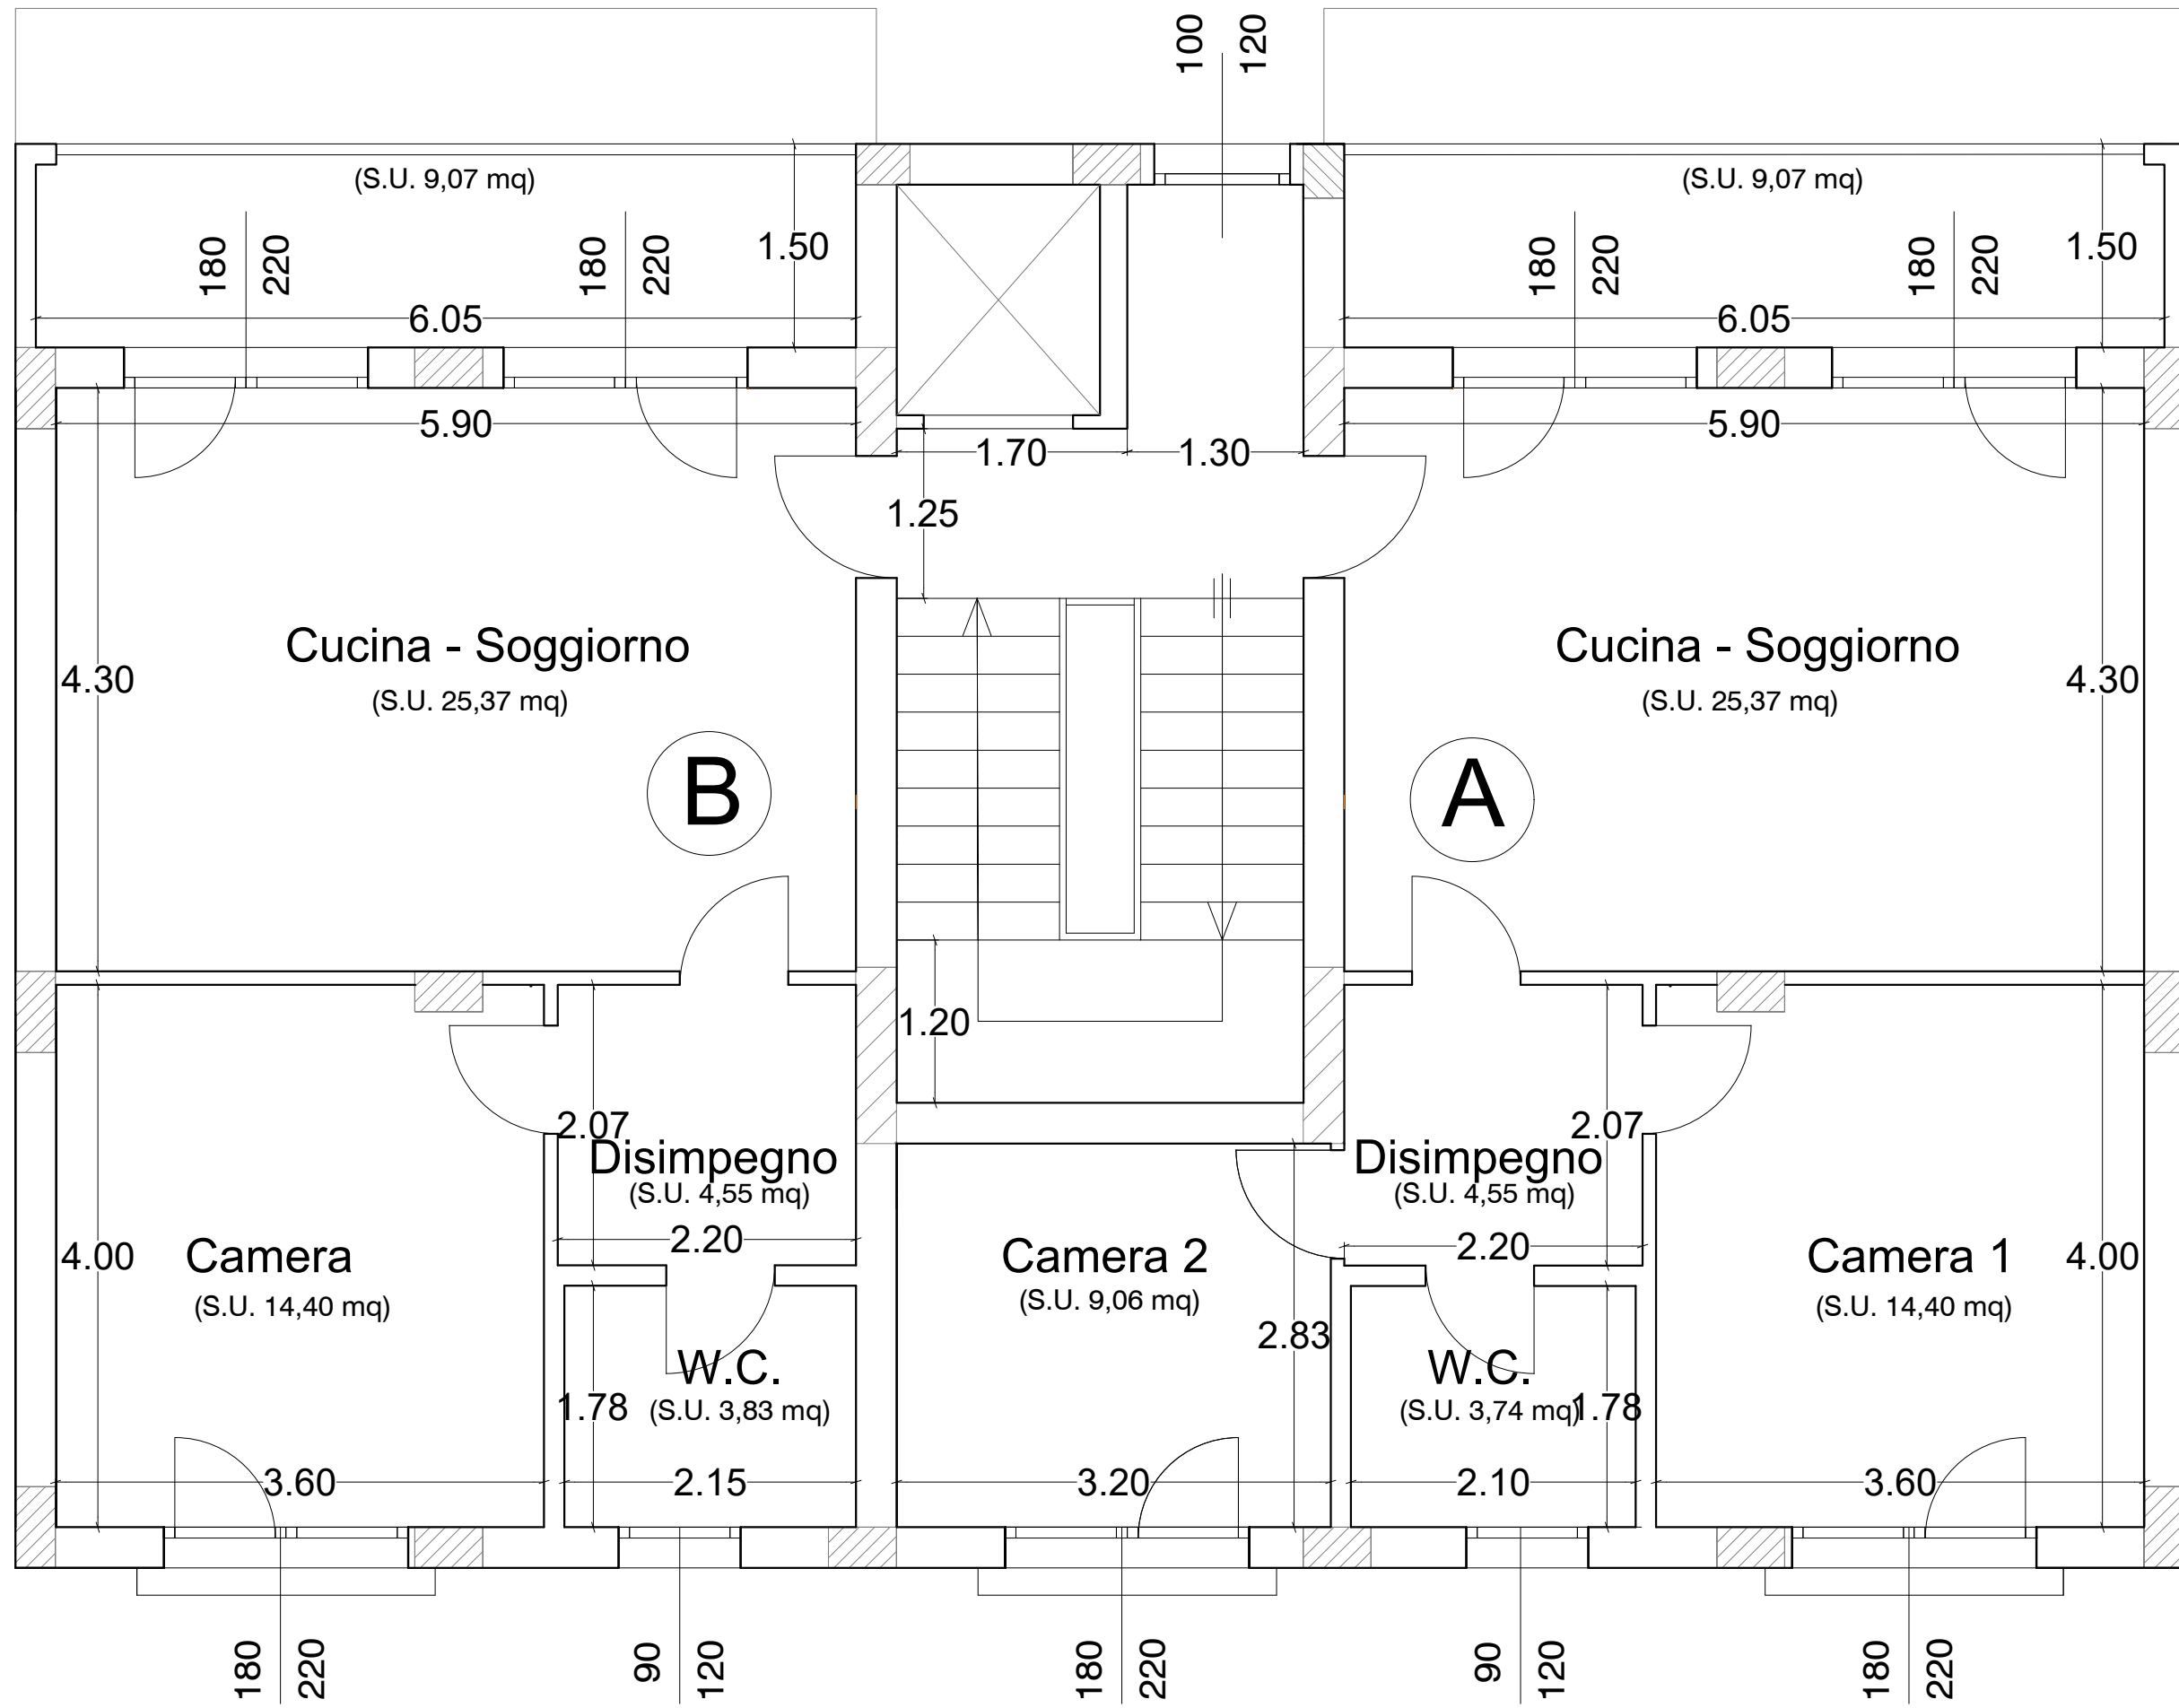 100
120
(S.U. 9,07 mq)
(S.U. 9,07 mq)
180
220
180
220
1.50
180
220
180
220
1.50
6.05
6.05
5.90
5.90
1.70
1.30
1.25
Cucina - Soggiorno
(S.U. 25,37 mq)
Cucina - Soggiorno
(S.U. 25,37 mq)
4.30
4.30
B
A
1.20
2.07
2.07
Disimpegno
(S.U. 4,55 mq)
Disimpegno
(S.U. 4,55 mq)
2.20
2.20
4.00
Camera
(S.U. 14,40 mq)
Camera 2
(S.U. 9,06 mq)
Camera 1
(S.U. 14,40 mq)
4.00
2.83
W.C.
(S.U. 3,83 mq)
1.78
W.C.
(S.U. 3,74 mq)
1.78
3.60
2.15
3.20
2.10
3.60
180
220
90
120
180
220
90
120
180
220